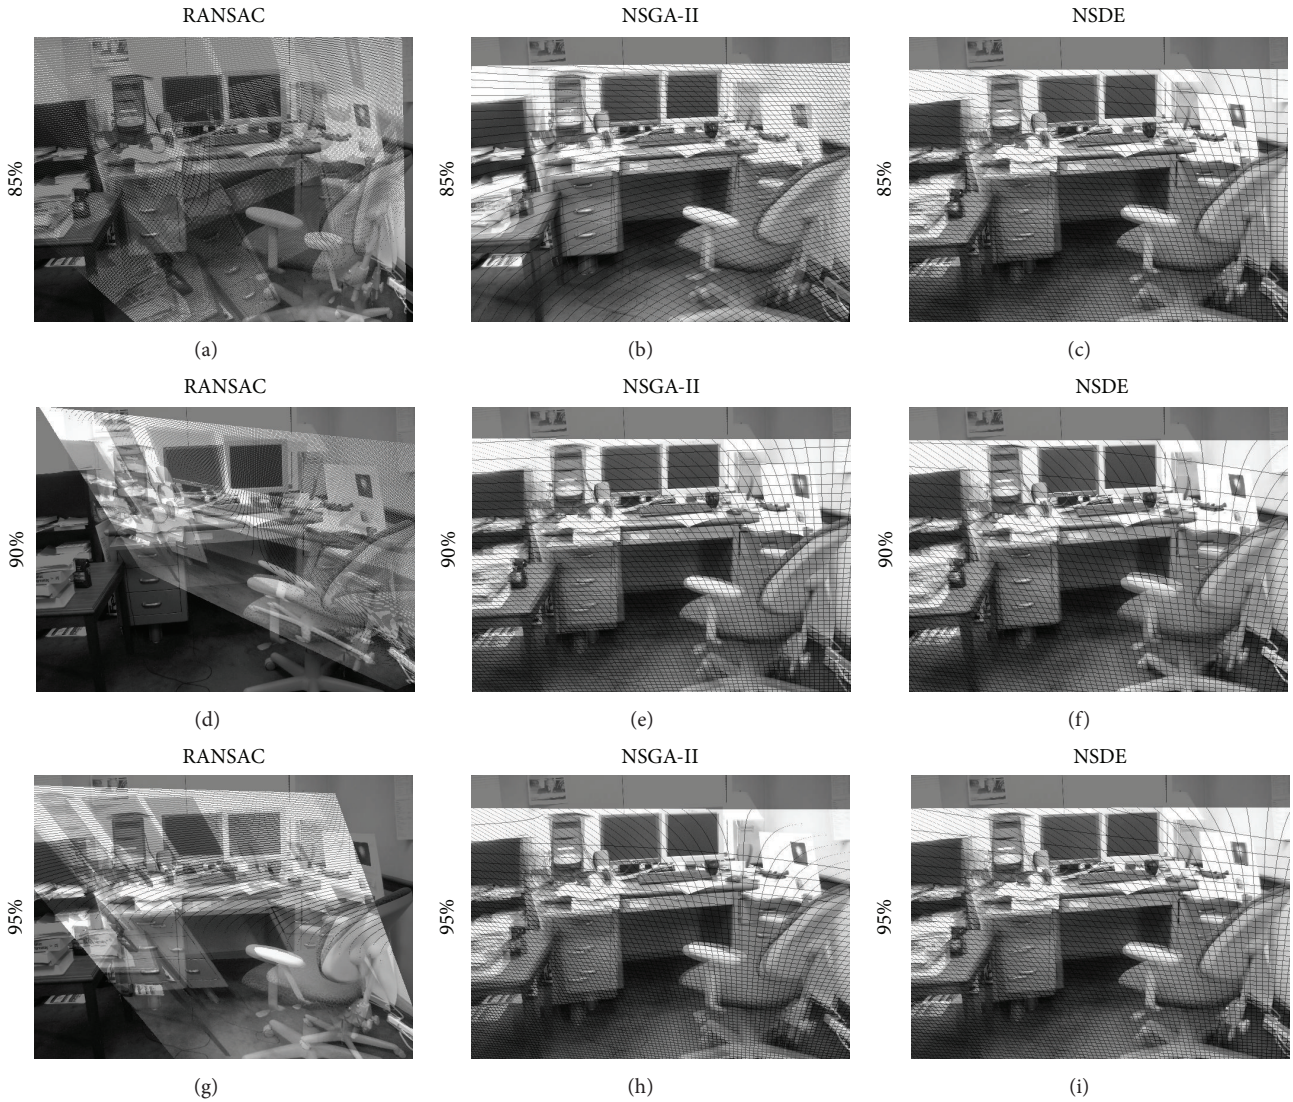 RANSAC
NSGA-II
NSDE
85%
85%
85%
(a)
(b)
(c)
RANSAC
NSGA-II
NSDE
90%
90%
90%
(d)
(e)
(f)
RANSAC
NSGA-II
NSDE
95%
95%
95%
(g)
(h)
(i)